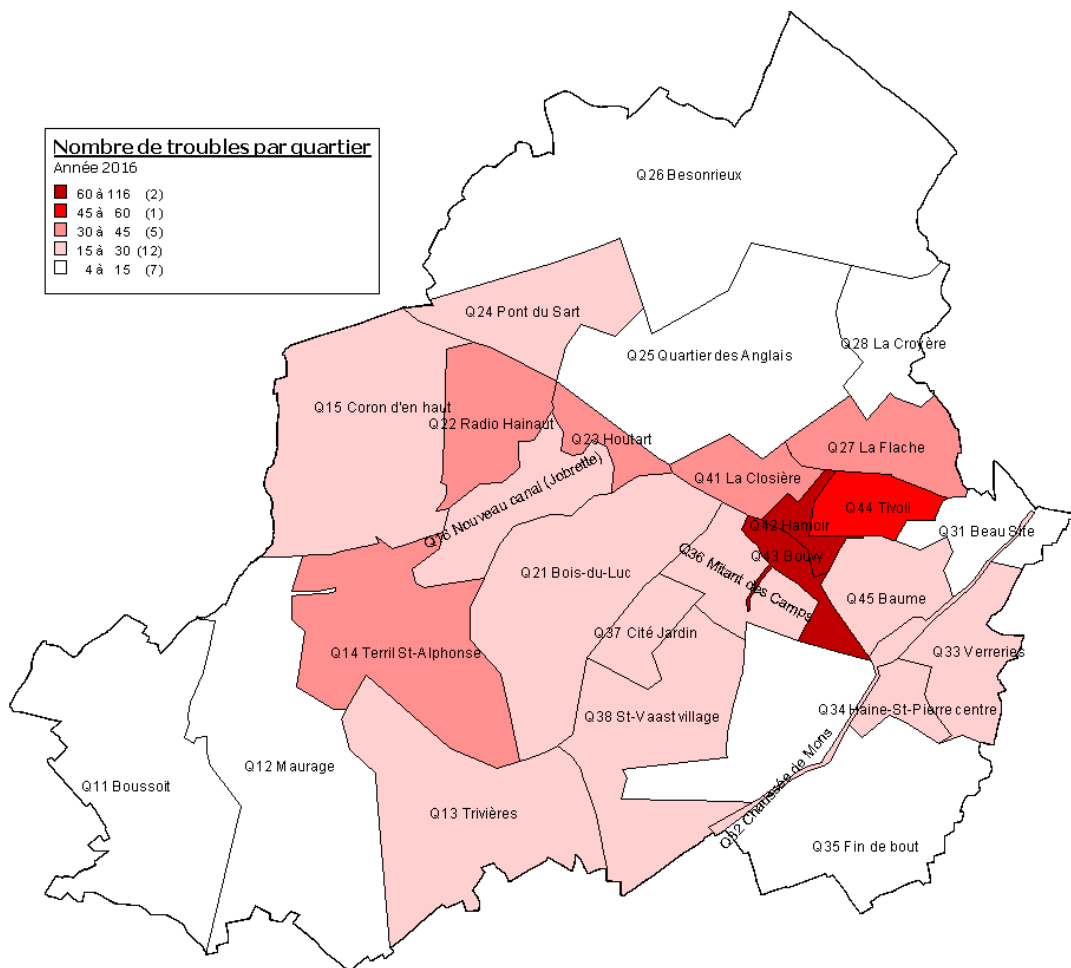 Nombre de troubles par quartier
Année 2016
60 à 116 (2)
45 à 60 (1)
30 à 45 (5)
15 à 30 (12)
4 à 15 (7)
Q26 Besonrieux
Q24 Pont du Sart
Q25 Quartier des Anglais
Q28 La Croyère
Q15 Coron d'en haut
Q22 Radio Hainaut
Q23 Houtart
Q27 La Flache
Q41 La Closière
Q16 Nouveau canal (Jobrette)
Q44 Tivoli
Q42 Hamoir
Q31 Beau Site
Q43 Bouvy
Q36 Mitant des Camps
Q21 Bois-du-Luc
Q45 Baume
Q37 Cité Jardin
Q14 Terril St-Alphonse
Q33 Verreries
Q34 Haine-St-Pierre centre
Q38 St-Vaast village
Q12 Maurage
Q11 Boussoit
Q13 Trivières
Q32 Chaussée de Mons
Q35 Fin de bout